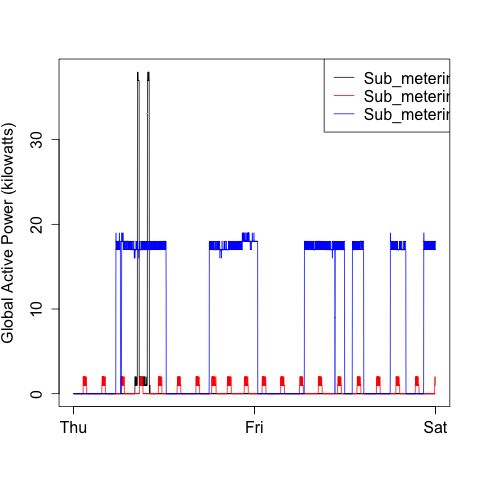 Sub_meterin
Sub_meterin
Sub_meterin
Global Active Power (kilowatts)
30
20
10
0
Thu Fri Sat